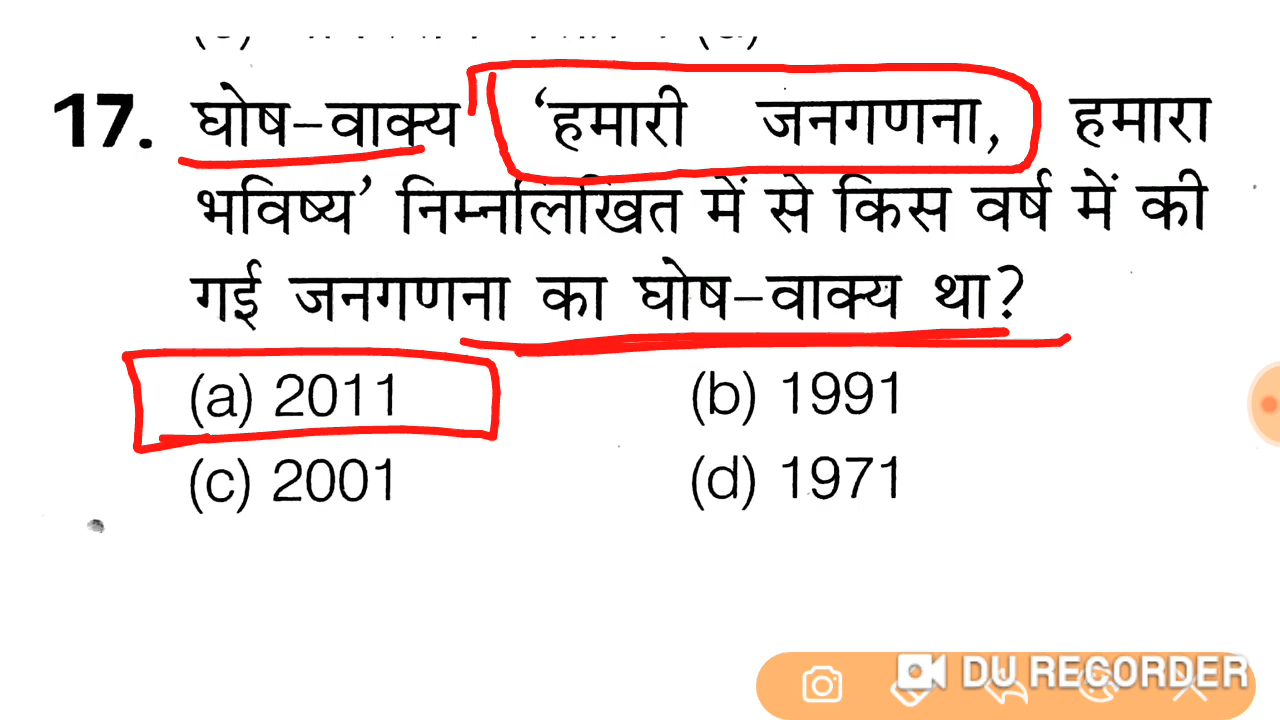 17. घोष-वाक्य 'हमारी जनगणना, हमारा
भविष्य' निम्नलिखित में से किस वर्ष में की
गई जनगणना का घोष-वाक्य था?
(a) 2011 (b) 1991
(c) 2001 (d) 1971
DU RECORDER